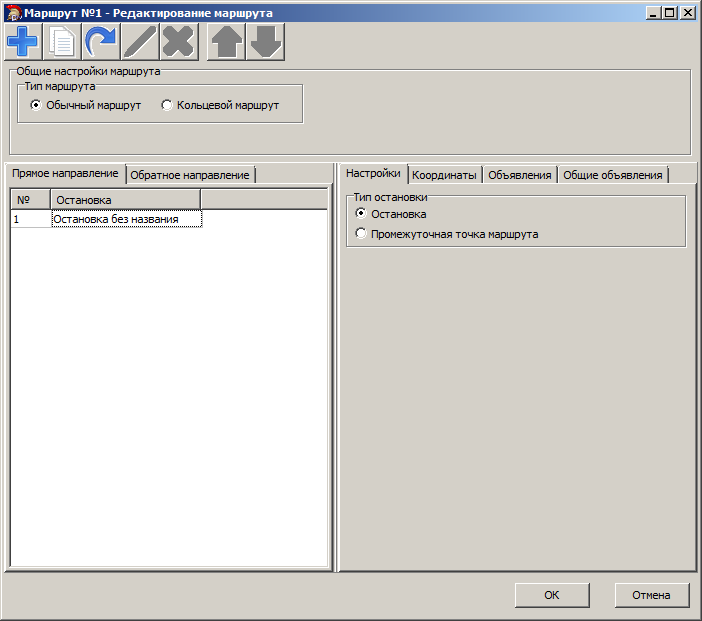 Маршрут №1 - Редактирование маршрута
Общие настройки маршрута
Тип маршрута
Обычный маршрут Кольцевой маршрут
Прямое направление Обратное направление
№ Остановка
1 Остановка без названия
Настройки Координаты Объявления Общие объявления
Тип остановки
Остановка
Промежуточная точка маршрута
OK Отмена